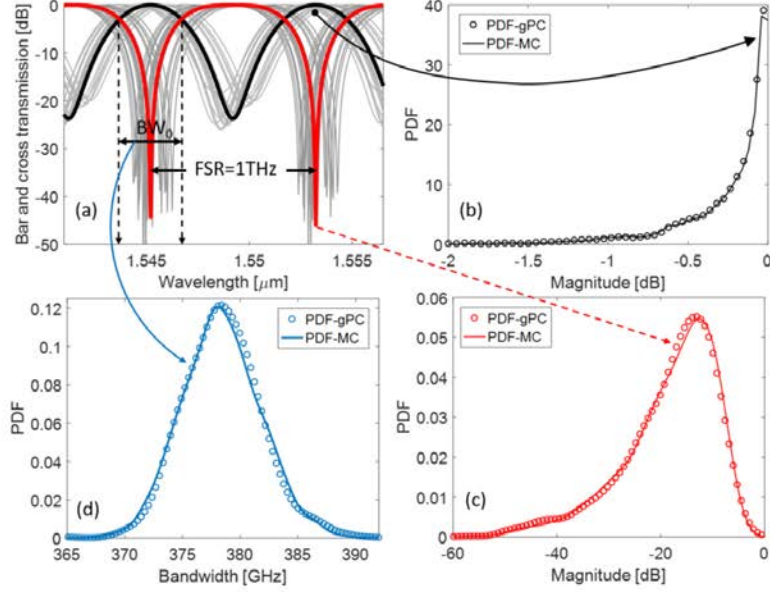 0
-10
-20
-30
-40
-50
Bar and cross transmission [dB]
BW0
FSR=1THz
(a)
1.545
1.55
1.555
Wavelength [μm]
40
30
20
10
0
PDF
PDF-gPC
PDF-MC
(b)
-2
-1.5
-1
-0.5
0
Magnitude [dB]
0.12
0.1
0.08
0.06
0.04
0.02
0
PDF
PDF-gPC
PDF-MC
(d)
365
370
375
380
385
390
Bandwidth [GHz]
0.06
0.05
0.04
0.03
0.02
0.01
0
PDF
PDF-gPC
PDF-MC
(c)
-60
-40
-20
0
Magnitude [dB]